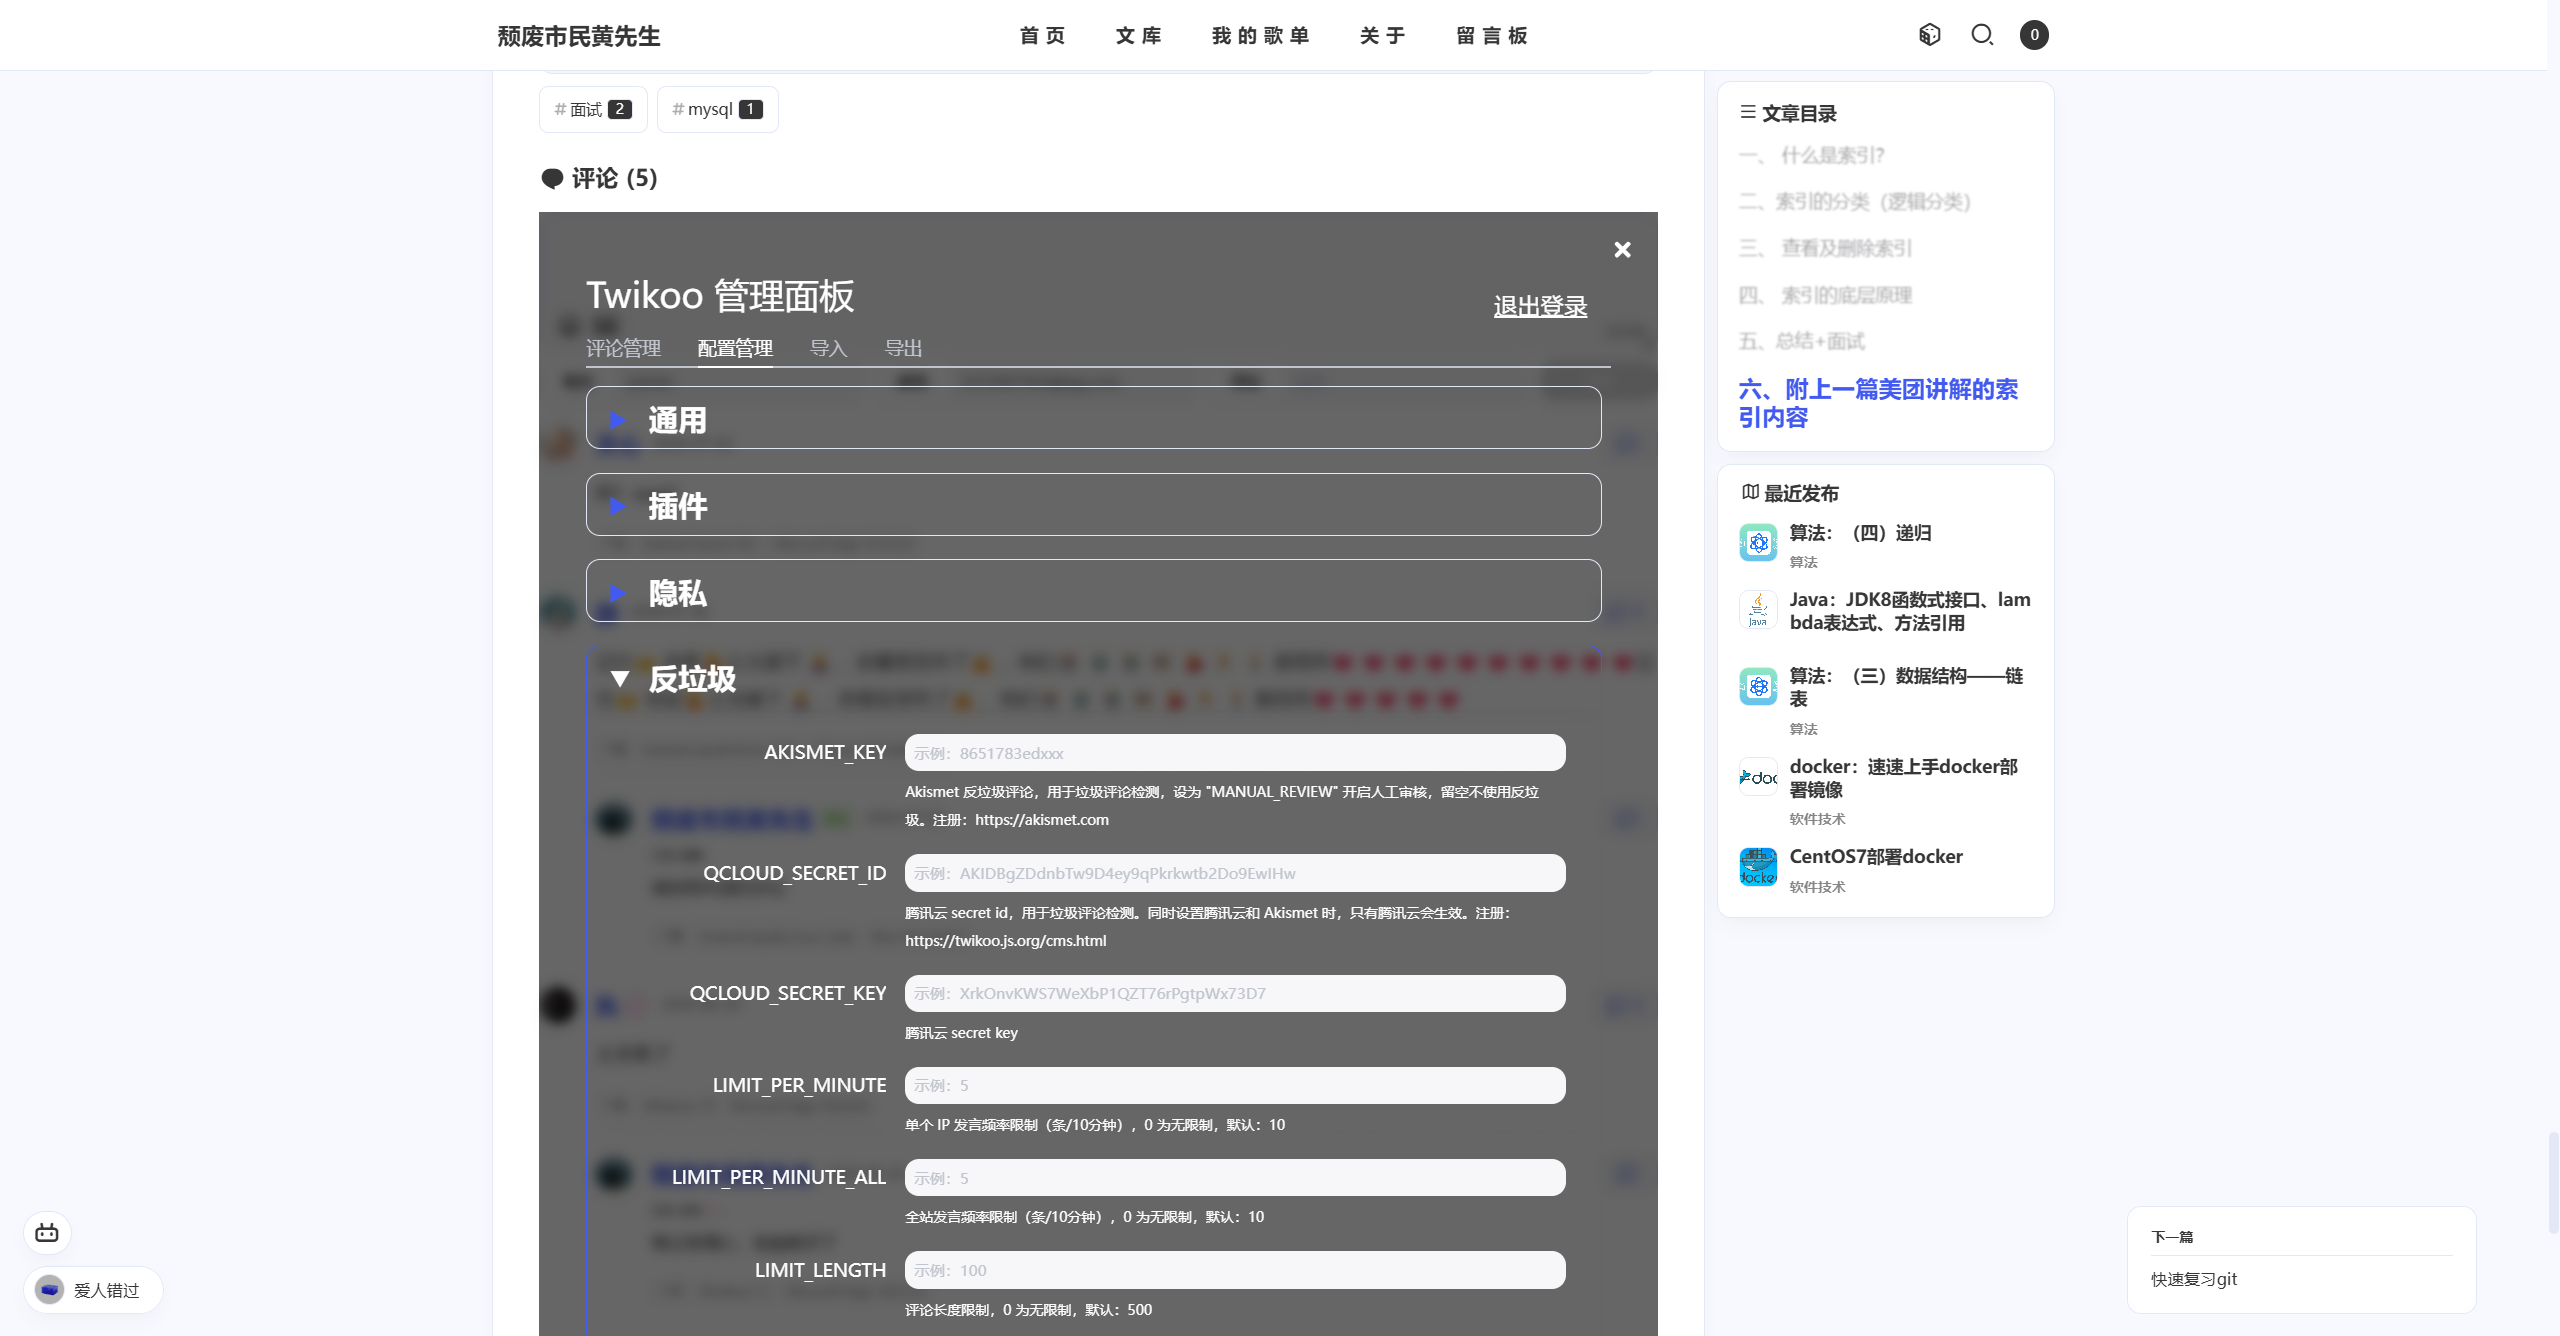 颓废市民黄先生
首页
文库
我的歌单
关于
留言板
0
#面试 2
#mysql 1
评论 (5)
Twikoo 管理面板
退出登录
评论管理
配置管理
导入
导出
通用
插件
隐私
反垃圾
AKISMET_KEY
示例：8651783edxxx
Akismet 反垃圾评论，用于垃圾评论检测，设为 "MANUAL_REVIEW" 开启人工审核，留空不使用反垃
圾。注册：https://akismet.com
QCLOUD_SECRET_ID
示例：AKIDBgZDdnbTw9D4ey9qPkrkwtb2Do9EwIHw
腾讯云 secret id，用于垃圾评论检测。同时设置腾讯云和 Akismet 时，只有腾讯云会生效。注册：
https://twikoo.js.org/cms.html
QCLOUD_SECRET_KEY
示例：XrkOnvKWS7WeXbP1QZT76rPgtpWx73D7
腾讯云 secret key
LIMIT_PER_MINUTE
示例：5
单个 IP 发言频率限制（条/10分钟），0 为无限制，默认：10
LIMIT_PER_MINUTE_ALL
示例：5
全站发言频率限制（条/10分钟），0 为无限制，默认：10
LIMIT_LENGTH
示例：100
评论长度限制，0 为无限制，默认：500
文章目录
一、 什么是索引？
二、索引的分类（逻辑分类）
三、 查看及删除索引
四、 索引的底层原理
五、总结+面试
六、附上一篇美团讲解的索
引内容
最近发布
算法：（四）递归
算法
Java：JDK8函数式接口、lam
bda表达式、方法引用
算法：（三）数据结构——链
表
算法
docker：速速上手docker部
署镜像
软件技术
CentOS7部署docker
软件技术
爱人错过
下一篇
快速复习git